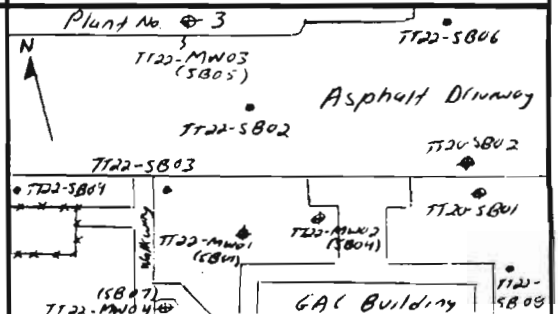 Plant No. 3
TT22-SB06
TT22-MW03
(SB05)
N
Asphalt Driveway
TT22-SB02
TT20-SB02
TT22-SB03
TT22-SB09
TT20-SB01
Walkway
TT22-MW01
(SB01)
TT22-MW02
(SB04)
(SB07)
TT22-MW04
GAC Building
TT22-
SB08